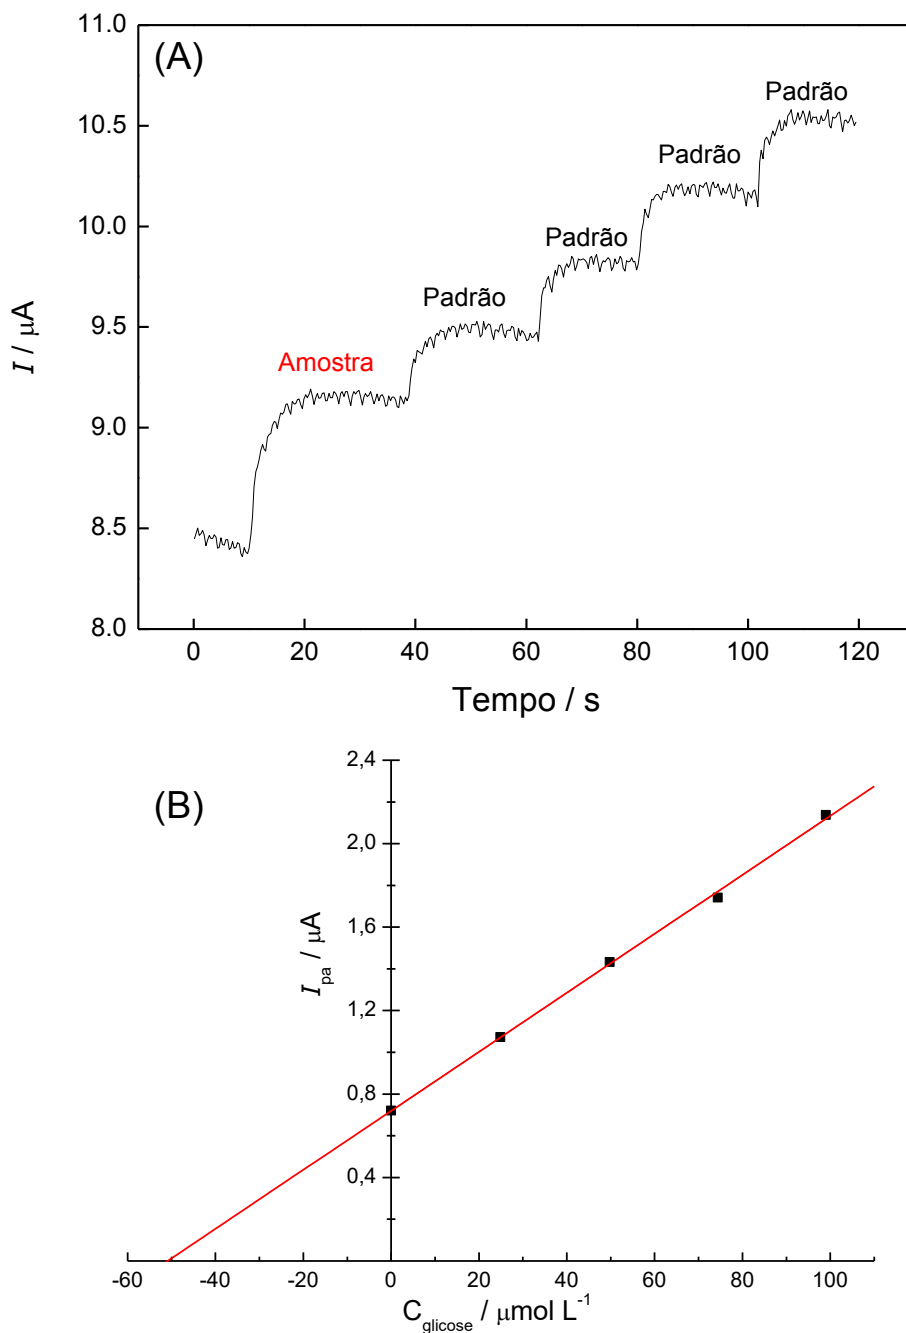 (A)
11.0
10.5
10.0
9.5
9.0
8.5
8.0
I / μA
Padrão
Padrão
Padrão
Padrão
Amostra
0 20 40 60 80 100 120
Tempo / s
(B)
2,4
2,0
1,6
1,2
0,8
0,4
I pa / μA
-60 -40 -20 0 20 40 60 80 100
C glicose / μmol L-1